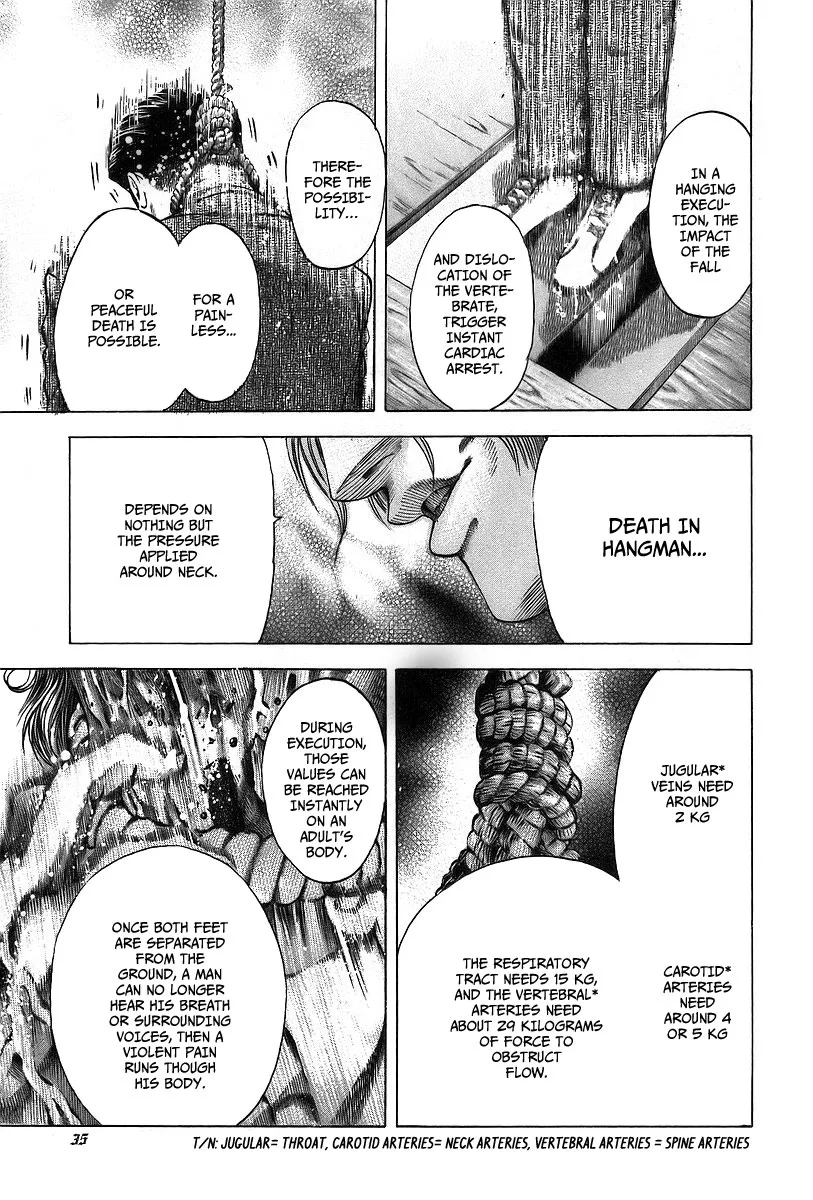 IN A
HANGING
EXECU-
TION, THE
IMPACT
OF THE
FALL
AND DISLO-
CATION OF
THE VERTE-
BRATE,
TRIGGER
INSTANT
CARDIAC
ARREST.
THERE-
FORE THE
POSSIBI-
LITY...
FOR A
PAIN-
LESS...
OR
PEACEFUL
DEATH IS
POSSIBLE.
DEATH IN
HANGMAN...
DEPENDS ON
NOTHING BUT
THE PRESSURE
APPLIED
AROUND NECK.
JUGULAR*
VEINS NEED
AROUND
2 KG
CAROTID*
ARTERIES
NEED
AROUND 4
OR 5 KG
THE RESPIRATORY
TRACT NEEDS 15 KG,
AND THE VERTEBRAL*
ARTERIES NEED
ABOUT 29 KILOGRAMS
OF FORCE TO
OBSTRUCT
FLOW.
DURING
EXECUTION,
THOSE
VALUES CAN
BE REACHED
INSTANTLY
ON AN
ADULT'S
BODY.
ONCE BOTH FEET
ARE SEPARATED
FROM THE
GROUND, A MAN
CAN NO LONGER
HEAR HIS BREATH
OR SURROUNDING
VOICES, THEN A
VIOLENT PAIN
RUNS THOUGH
HIS BODY.
35
T/N: JUGULAR= THROAT, CAROTID ARTERIES= NECK ARTERIES, VERTEBRAL ARTERIES = SPINE ARTERIES